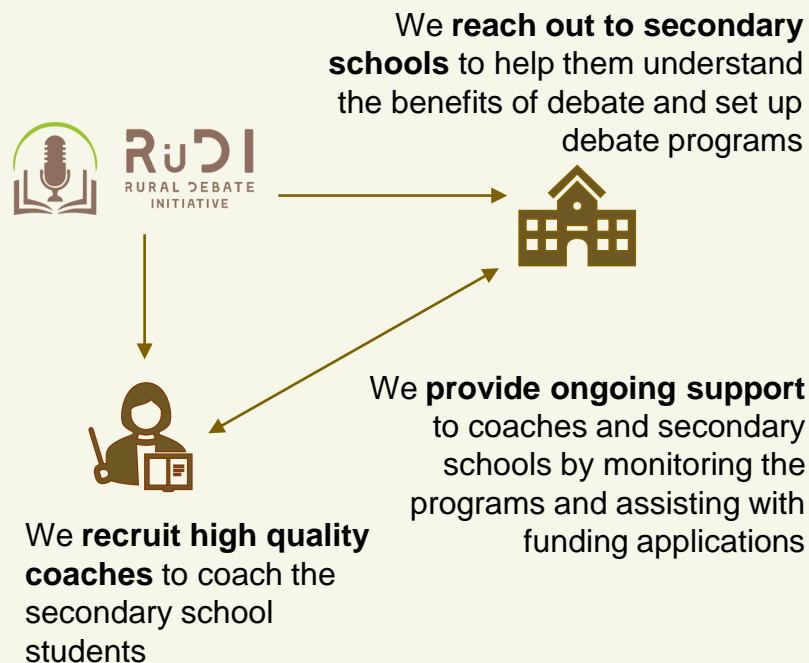 We reach out to secondary
schools to help them understand
the benefits of debate and set up
debate programs
RüDI
RURAL DEBATE
INITIATIVE
We provide ongoing support
to coaches and secondary
schools by monitoring the
programs and assisting with
funding applications
We recruit high quality
coaches to coach the
secondary school
students